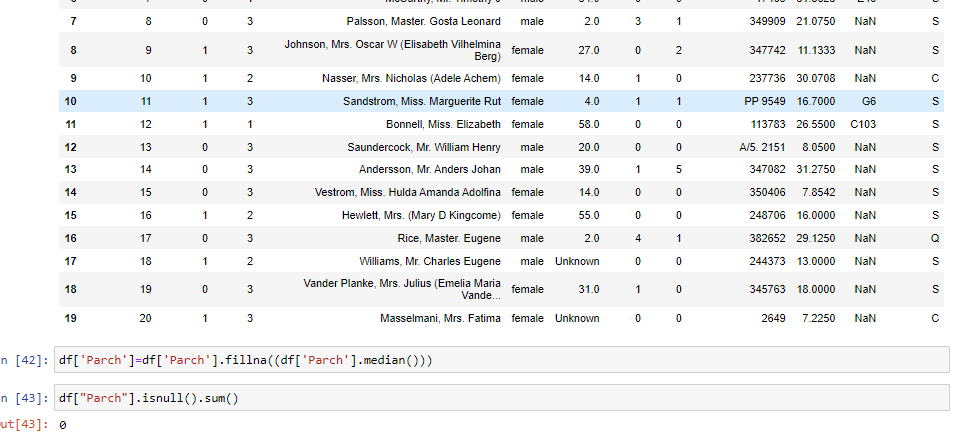 7 8 0 3 Palsson, Master. Gosta Leonard male 2.0 3 1 349909 21.0750 NaN S
8 9 1 3 Johnson, Mrs. Oscar W (Elisabeth Vilhelmina
Berg) female 27.0 0 2 347742 11.1333 NaN S
9 10 1 2 Nasser, Mrs. Nicholas (Adele Achem) female 14.0 1 0 237736 30.0708 NaN C
10 11 1 3 Sandstrom, Miss. Marguerite Rut female 4.0 1 1 PP 9549 16.7000 G6 S
11 12 1 1 Bonnell, Miss. Elizabeth female 58.0 0 0 113783 26.5500 C103 S
12 13 0 3 Saundercock, Mr. William Henry male 20.0 0 0 A/5. 2151 8.0500 NaN S
13 14 0 3 Andersson, Mr. Anders Johan male 39.0 1 5 347082 31.2750 NaN S
14 15 0 3 Vestrom, Miss. Hulda Amanda Adolfina female 14.0 0 0 350406 7.8542 NaN S
15 16 1 2 Hewlett, Mrs. (Mary D Kingcome) female 55.0 0 0 248706 16.0000 NaN S
16 17 0 3 Rice, Master. Eugene male 2.0 4 1 382652 29.1250 NaN Q
17 18 1 2 Williams, Mr. Charles Eugene male Unknown 0 0 244373 13.0000 NaN S
18 19 0 3 Vander Planke, Mrs. Julius (Emelia Maria
Vande... female 31.0 1 0 345763 18.0000 NaN S
19 20 1 3 Masselmani, Mrs. Fatima female Unknown 0 0 2649 7.2250 NaN C
n [42]: df['Parch']=df['Parch'].fillna((df['Parch'].median()))
n [43]: df["Parch"].isnull().sum()
ut[43]: 0